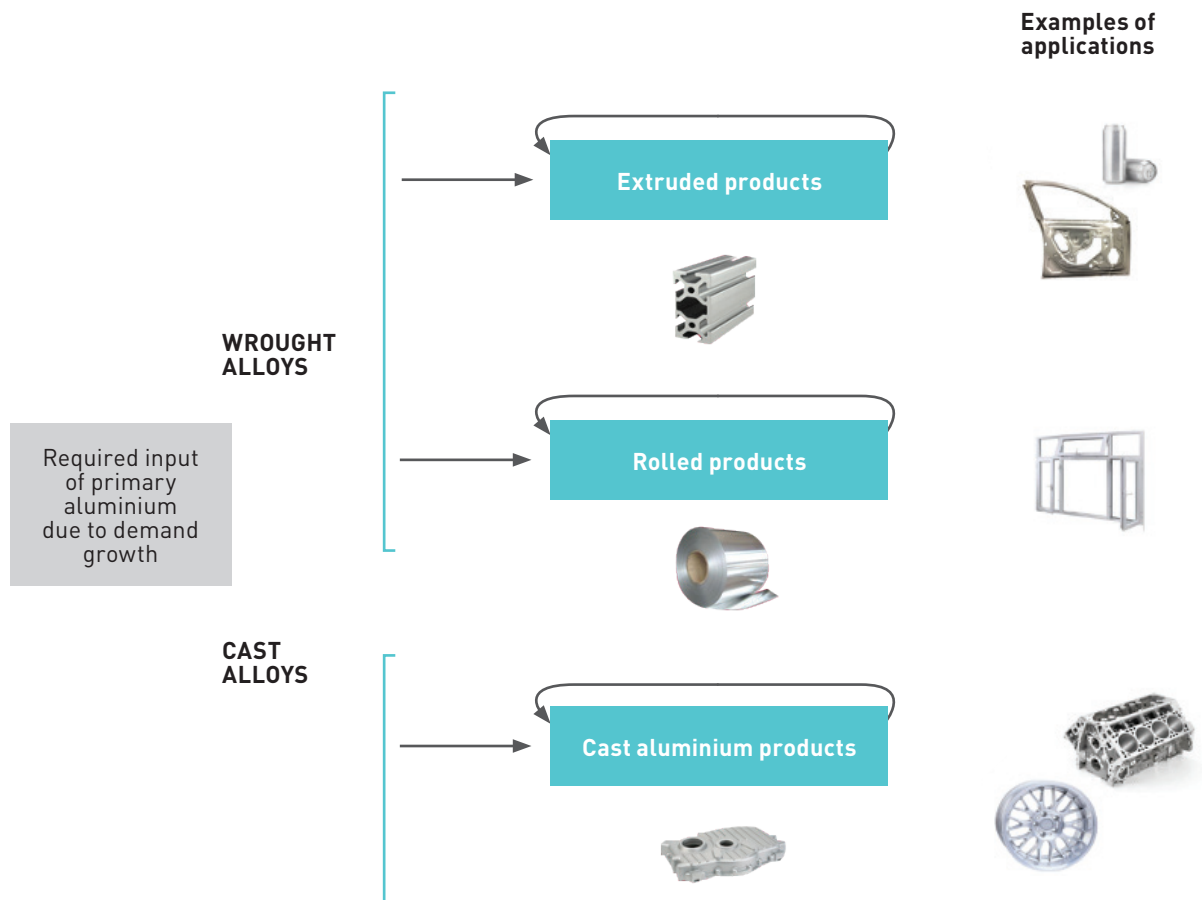 Examples of
applications
Extruded products
WROUGHT
ALLOYS
Rolled products
Required input
of primary
aluminium
due to demand
growth
CAST
ALLOYS
Cast aluminium products